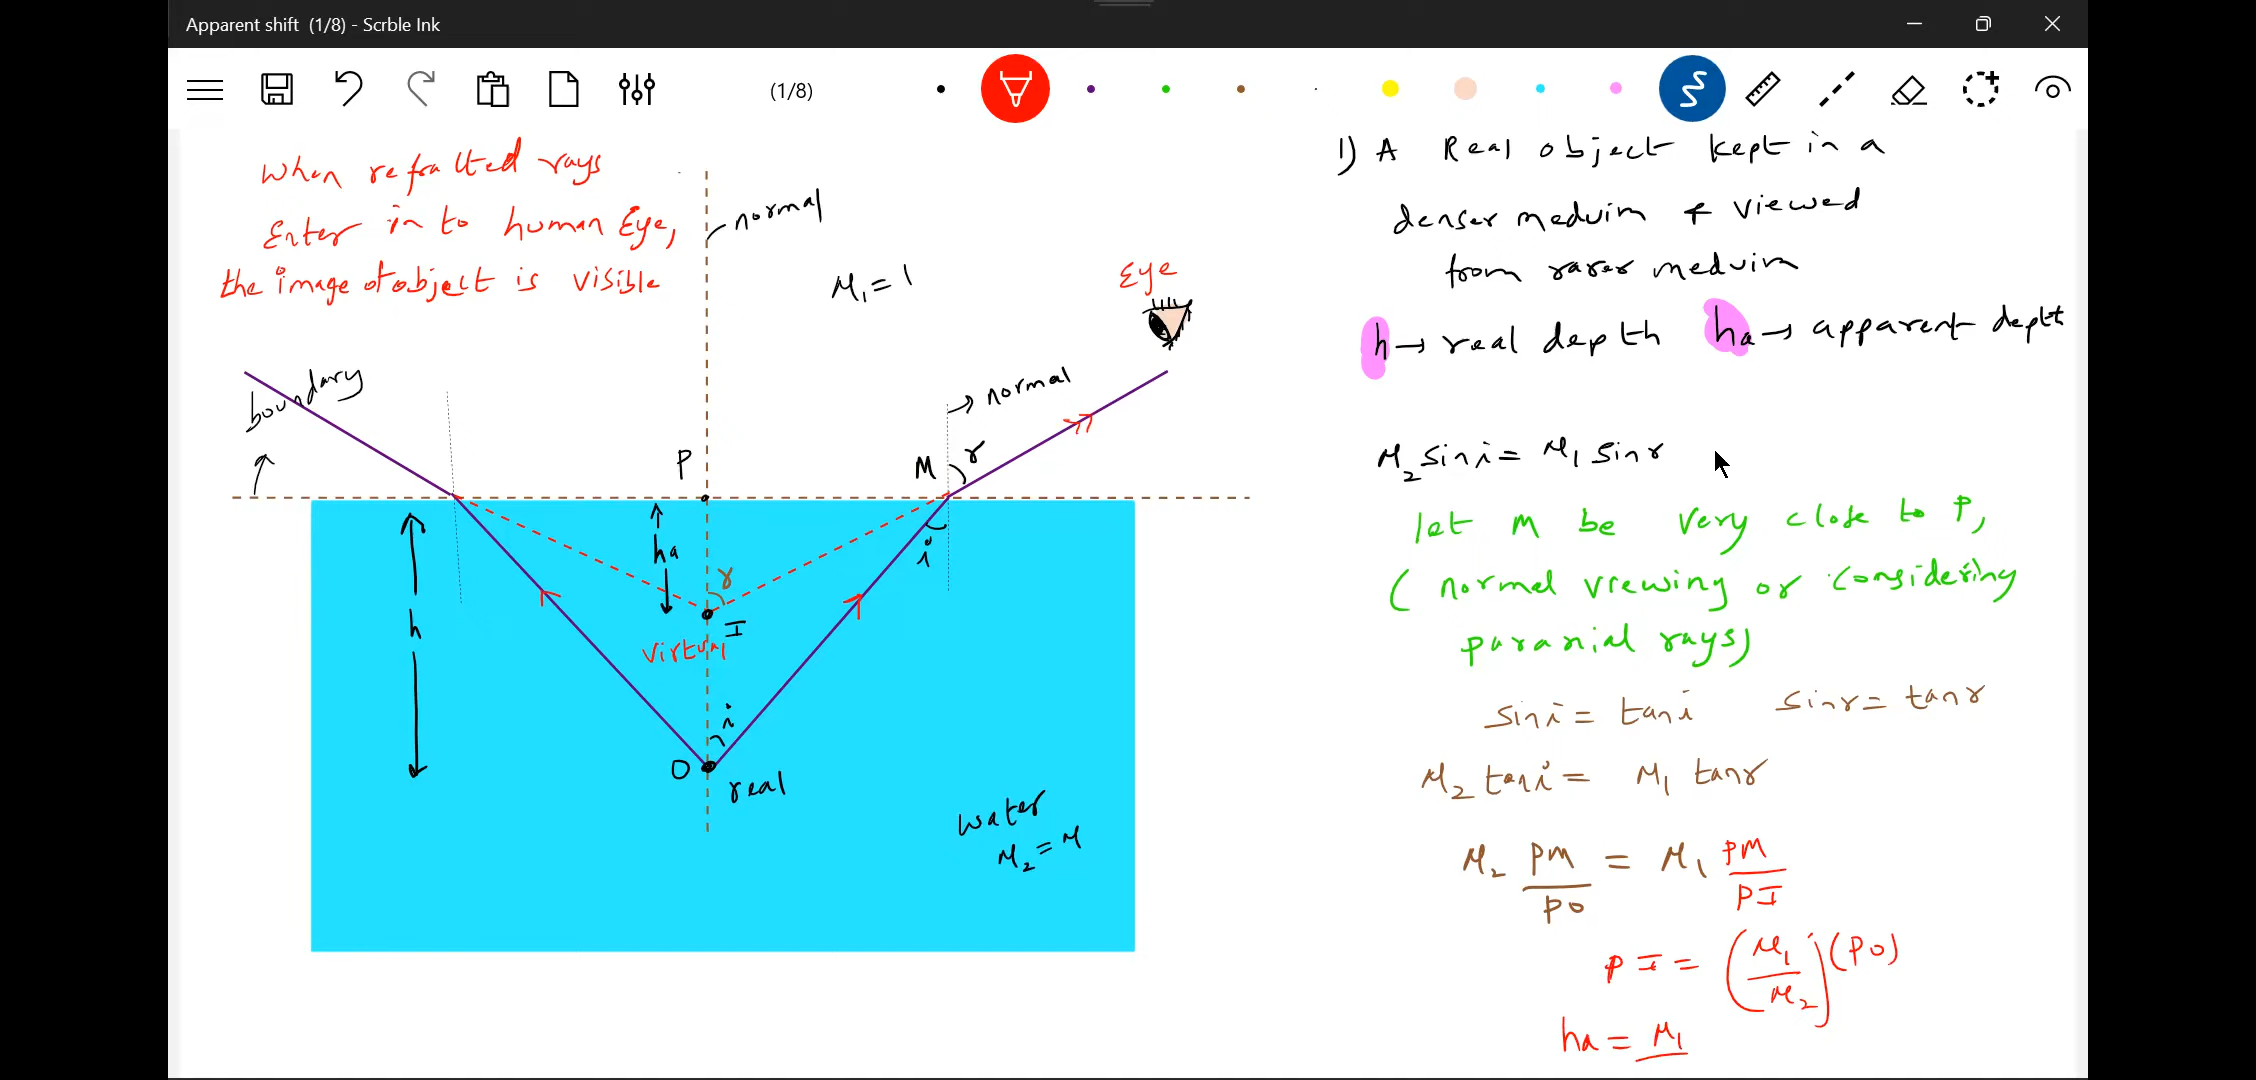 Apparent shift (1/8) - Scrble Ink
(1/8)
When refracted rays
Enter in to human Eye,
the image of object is visible
normal
μ₁ = 1
Eye
boundary
normal
P
M
r
ha
i
h
r
I
virtual
i
O
real
water
μ₂ = μ
1) A Real object kept in a
denser meduim & viewed
from rarer meduim
h → real depth ha → apparent depth
μ₂ sin i = μ₁ sin r
let M be very close to P,
( normal viewing or considering
paraxial rays)
sin i = tan i sin r = tan r
μ₂ tan i = μ₁ tan r
μ₂ PM/PO = μ₁ PM/PI
PI = (μ₁/μ₂) (PO)
ha = μ₁